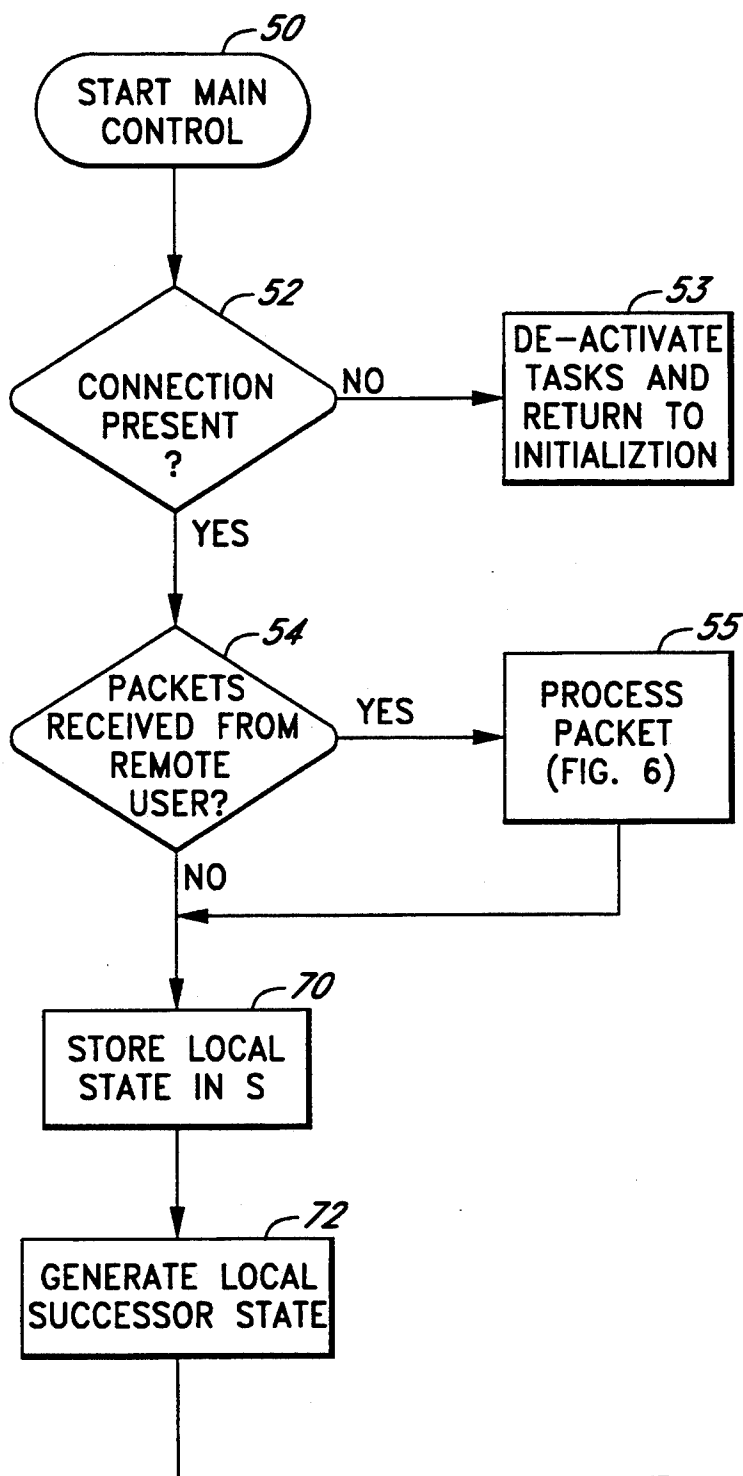 50
START MAIN
CONTROL
52
CONNECTION
PRESENT
?
NO
53
DE-ACTIVATE
TASKS AND
RETURN TO
INITIALIZTION
YES
54
PACKETS
RECEIVED FROM
REMOTE
USER?
YES
55
PROCESS
PACKET
(FIG. 6)
NO
70
STORE LOCAL
STATE IN S
72
GENERATE LOCAL
SUCCESSOR STATE